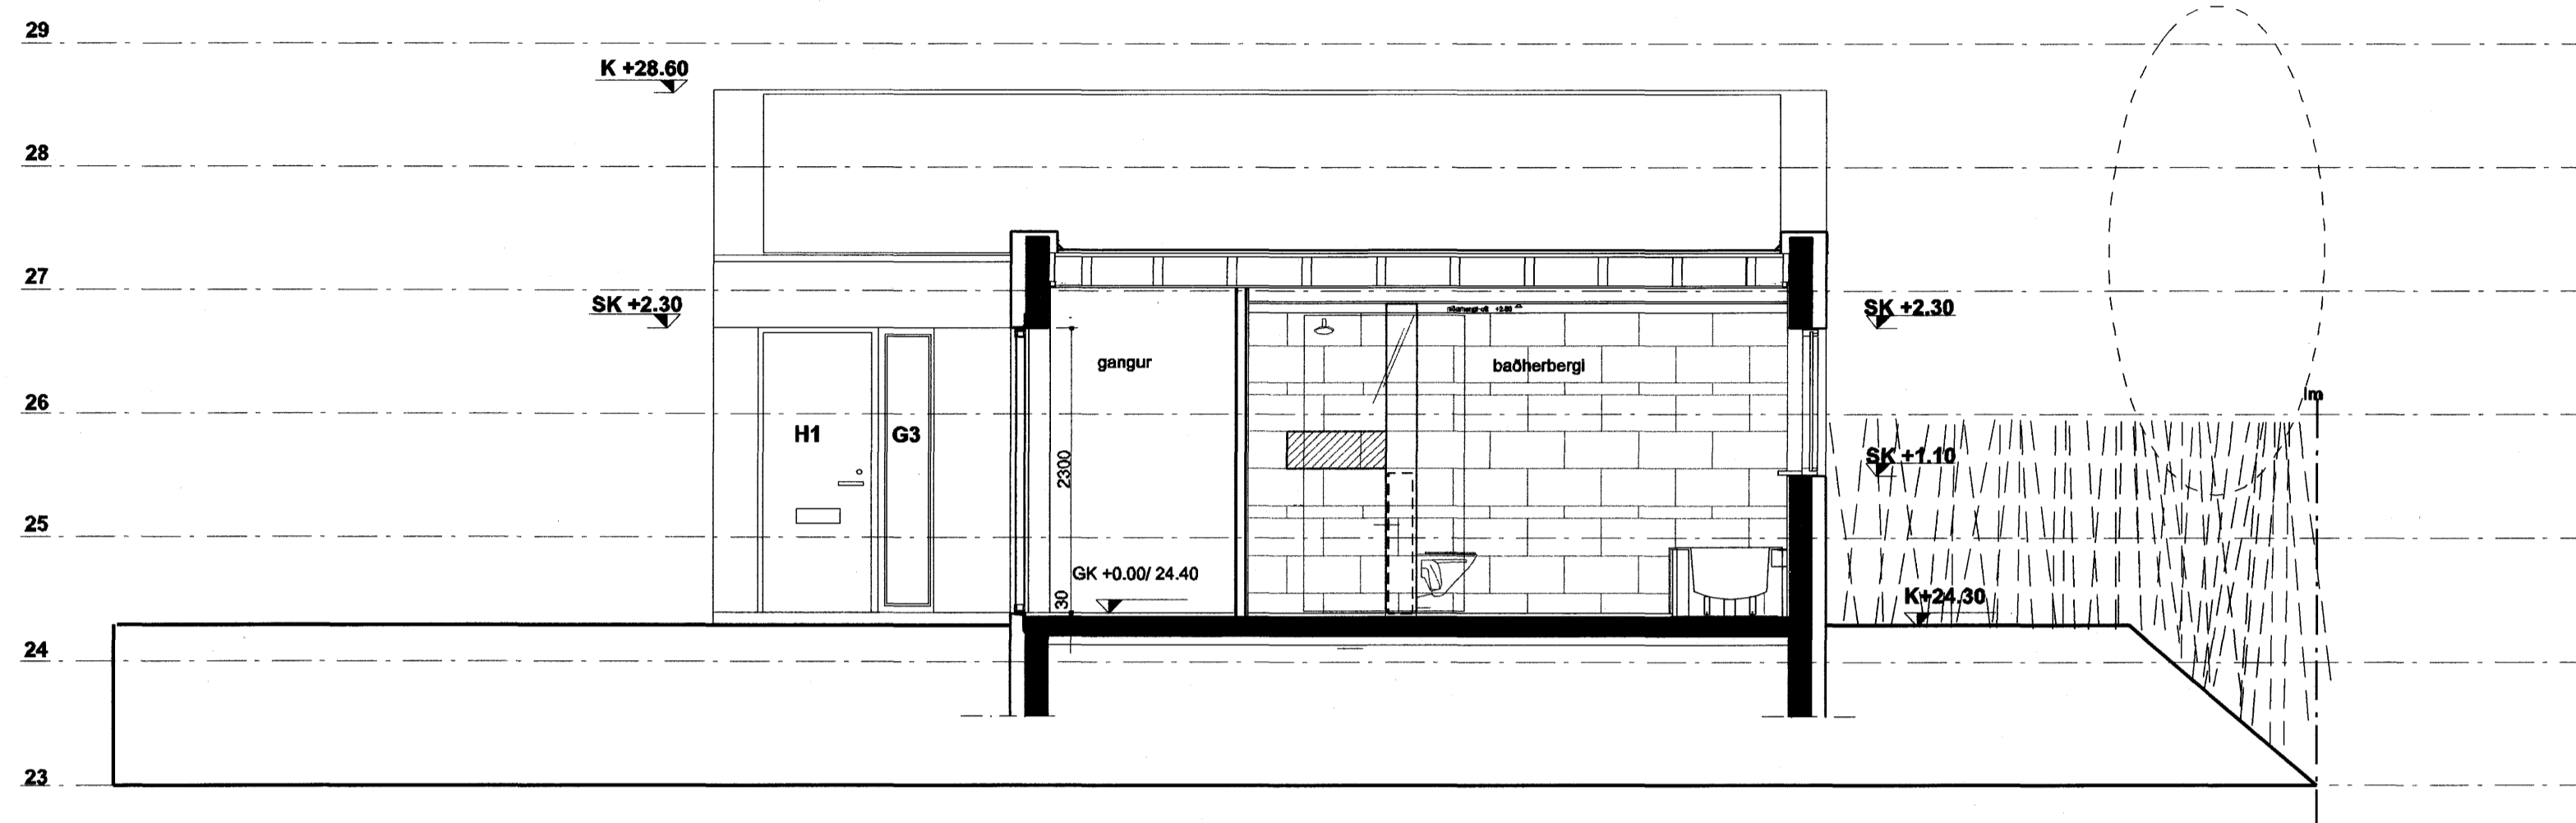 29
K +28.60
28
27
SK +2.30
SK +2.30
gangur
baðherbergi
26
lm
H1
G3
2300
SK +1.10
25
GK +0.00/ 24.40
30
K+24.30
24
23